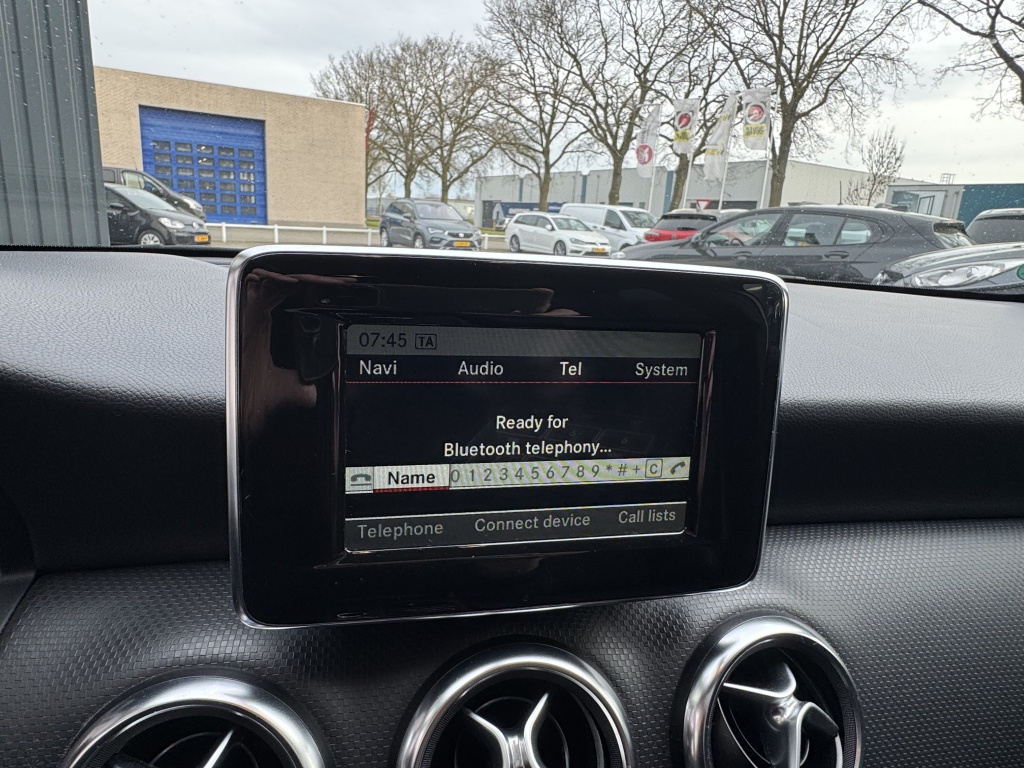 07:45 TA
Navi Audio Tel System
Ready for
Bluetooth telephony...
Name 0 1 2 3 4 5 6 7 8 9 * # + C
Telephone Connect device Call lists